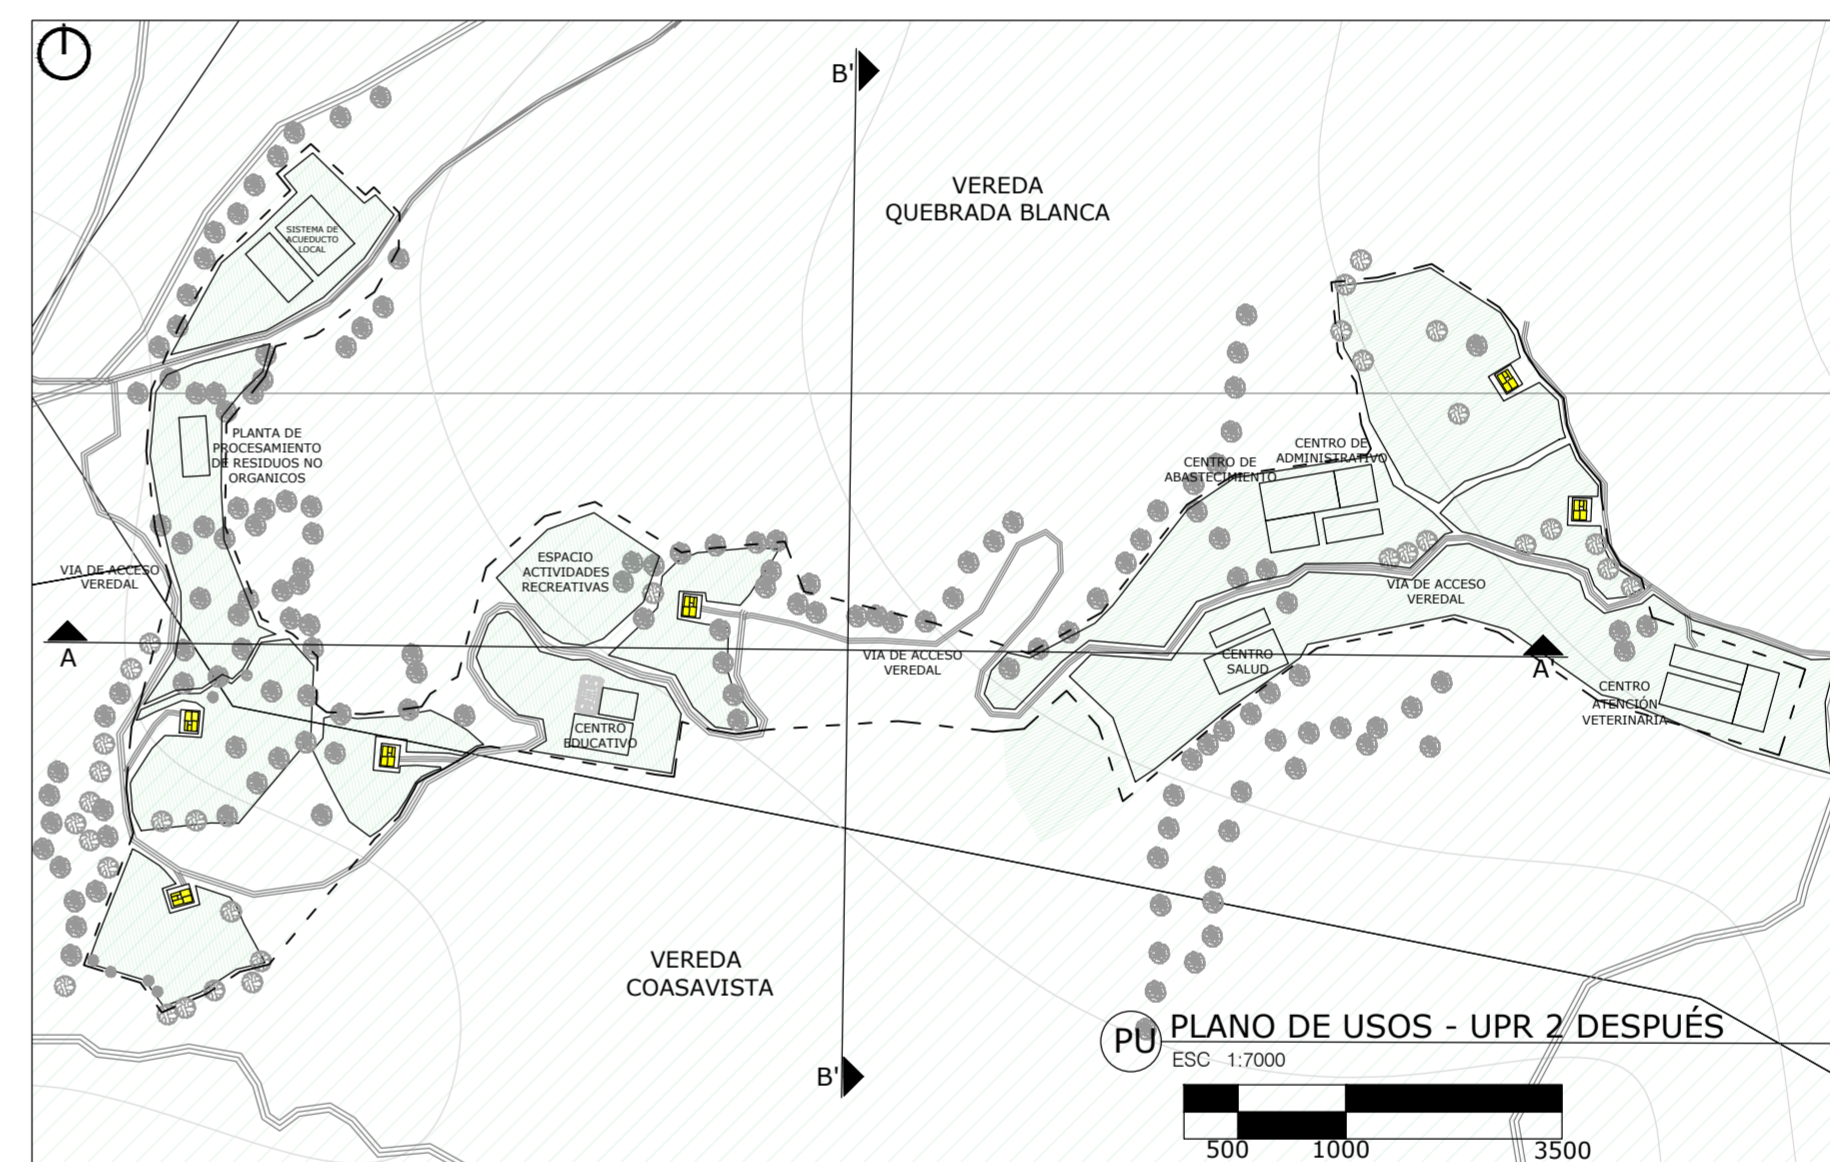 B'
VEREDA
QUEBRADA BLANCA
SISTEMA DE
ACUEDUCTO
LOCAL
PLANTA DE
PROCESAMIENTO
DE RESIDUOS NO
ORGANICOS
CENTRO DE
ADMINISTRATIVO
CENTRO DE
ABASTECIMIENTO
ESPACIO
ACTIVIDADES
RECREATIVAS
VIA DE ACCESO
VEREDAL
VIA DE ACCESO
VEREDAL
A
VIA DE ACCESO
VEREDAL
CENTRO
SALUD
A'
CENTRO
ATENCIÓN
VETERINARIA
CENTRO
EDUCATIVO
VEREDA
COASAVISTA
B'
PU
PLANO DE USOS - UPR 2 DESPUÉS
ESC 1:7000
500 1000 3500